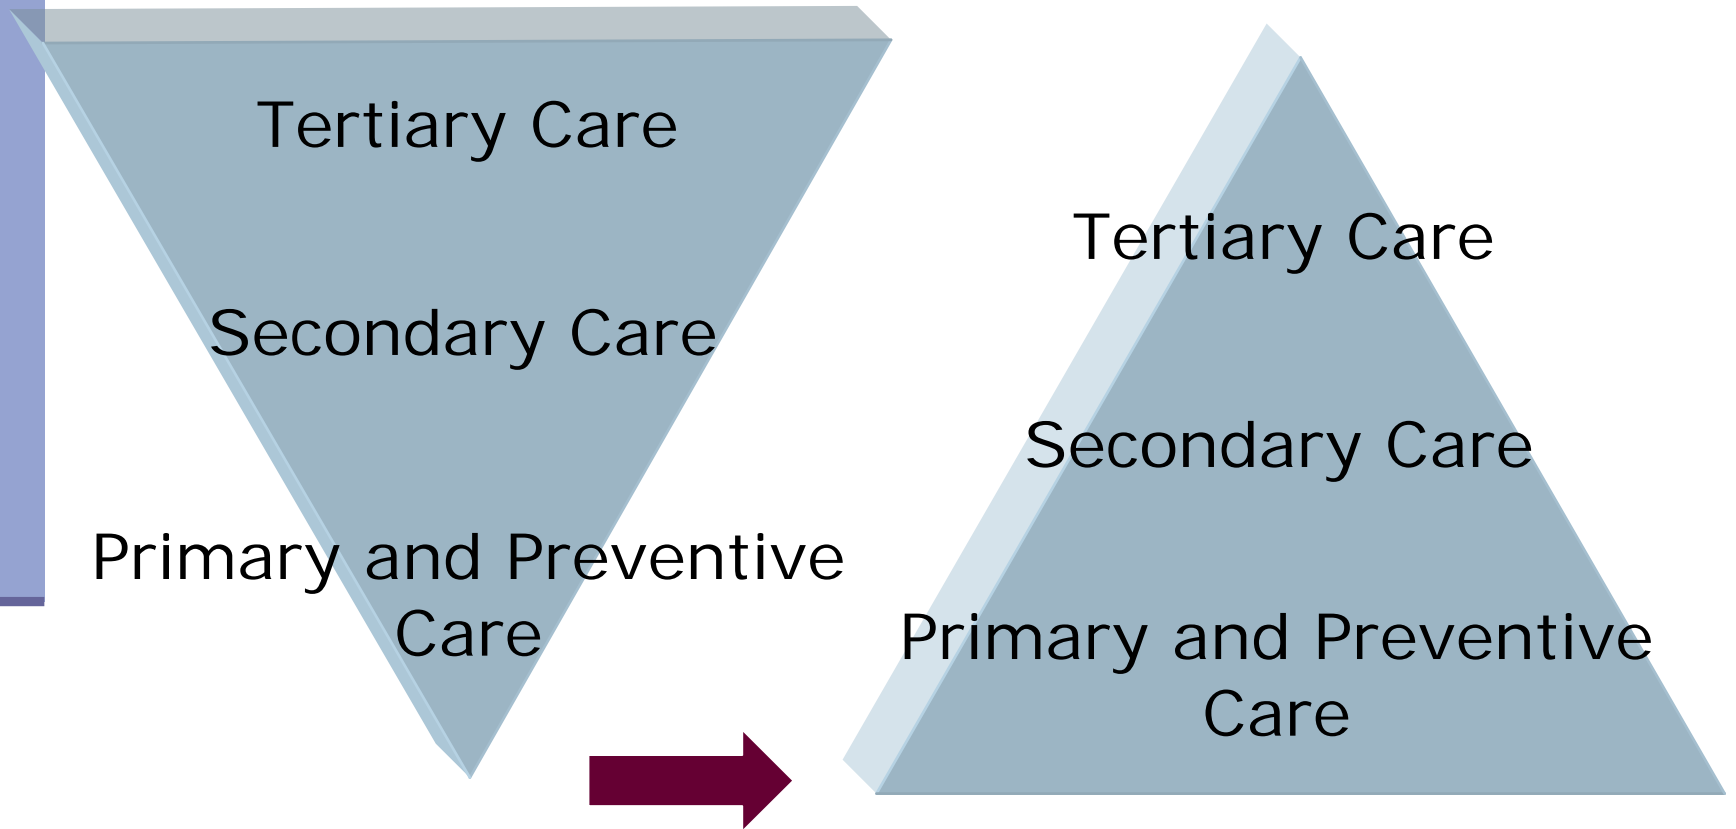 Tertiary Care
Secondary Care
Primary and Preventive
Care
Tertiary Care
Secondary Care
Primary and Preventive
Care